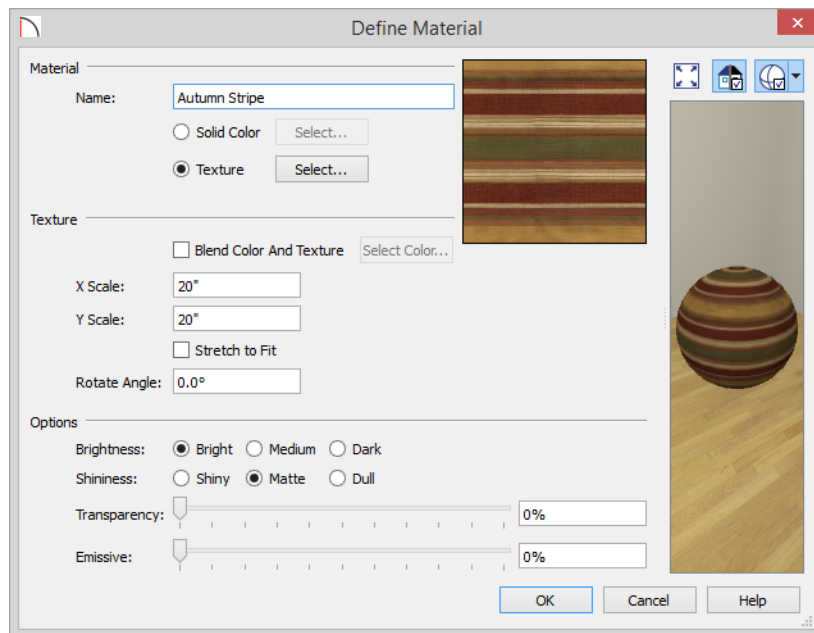 Define Material
Material
Name: Autumn Stripe
Solid Color Select...
Texture Select...
Texture
Blend Color And Texture Select Color...
X Scale: 20"
Y Scale: 20"
Stretch to Fit
Rotate Angle: 0.0°
Options
Brightness: Bright Medium Dark
Shininess: Shiny Matte Dull
Transparency: 0%
Emissive: 0%
OK Cancel Help